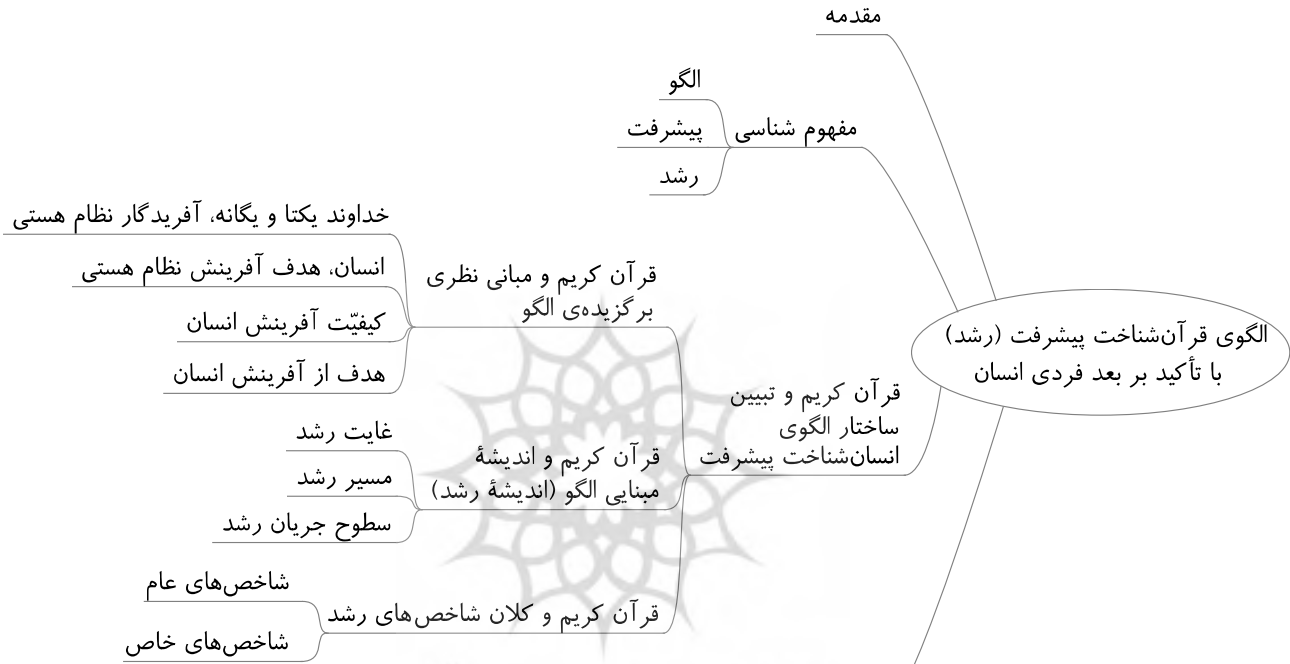 مقدمه
الگو
مفهوم شناسی
پیشرفت
رشد
الگوی قرآن‌شناخت پیشرفت (رشد)
با تأکید بر بعد فردی انسان
قرآن کریم و تبیین
ساختار الگوی
انسان‌شناخت پیشرفت
قرآن کریم و مبانی نظری
برگزیده‌ی الگو
خداوند یکتا و یگانه، آفریدگار نظام هستی
انسان، هدف آفرینش نظام هستی
کیفیّت آفرینش انسان
هدف از آفرینش انسان
قرآن کریم و اندیشهٔ
مبنایی الگو (اندیشهٔ رشد)
غایت رشد
مسیر رشد
سطوح جریان رشد
قرآن کریم و کلان شاخص‌های رشد
شاخص‌های عام
شاخص‌های خاص